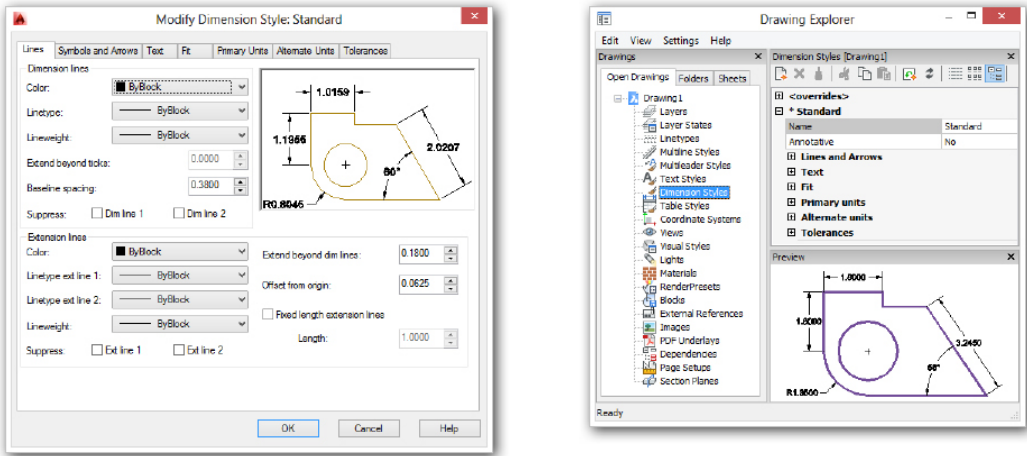 Modify Dimension Style: Standard
Lines Symbols and Arrows Text Fit Primary Units Alternate Units Tolerances
Dimension lines
Color: ByBlock
Linetype: ByBlock
Lineweight: ByBlock
Extend beyond ticks: 0.0000
Baseline spacing: 0.3800
Suppress: Dim line 1 Dim line 2
1.0159
1.1955
2.0207
60°
R0.8045
Extension lines
Color: ByBlock
Linetype ext line 1: ByBlock
Linetype ext line 2: ByBlock
Lineweight: ByBlock
Suppress: Ext line 1 Ext line 2
Extend beyond dim lines: 0.1800
Offset from origin: 0.0625
Fixed length extension lines
Length: 1.0000
OK Cancel Help
Drawing Explorer
Edit View Settings Help
Drawings
Open Drawings Folders Sheets
Drawing1
Layers
Layer States
Linetypes
Multiline Styles
Multileader Styles
Text Styles
Dimension Styles
Table Styles
Coordinate Systems
Views
Visual Styles
Lights
Materials
RenderPresets
Blocks
External References
Images
PDF Underlays
Dependencies
Page Setups
Section Planes
Dimension Styles [Drawing1]
<overrides>
* Standard
Name Standard
Annotative No
Lines and Arrows
Text
Fit
Primary units
Alternate units
Tolerances
Preview
1.6000
1.8000
3.2450
R1.3500
Ready